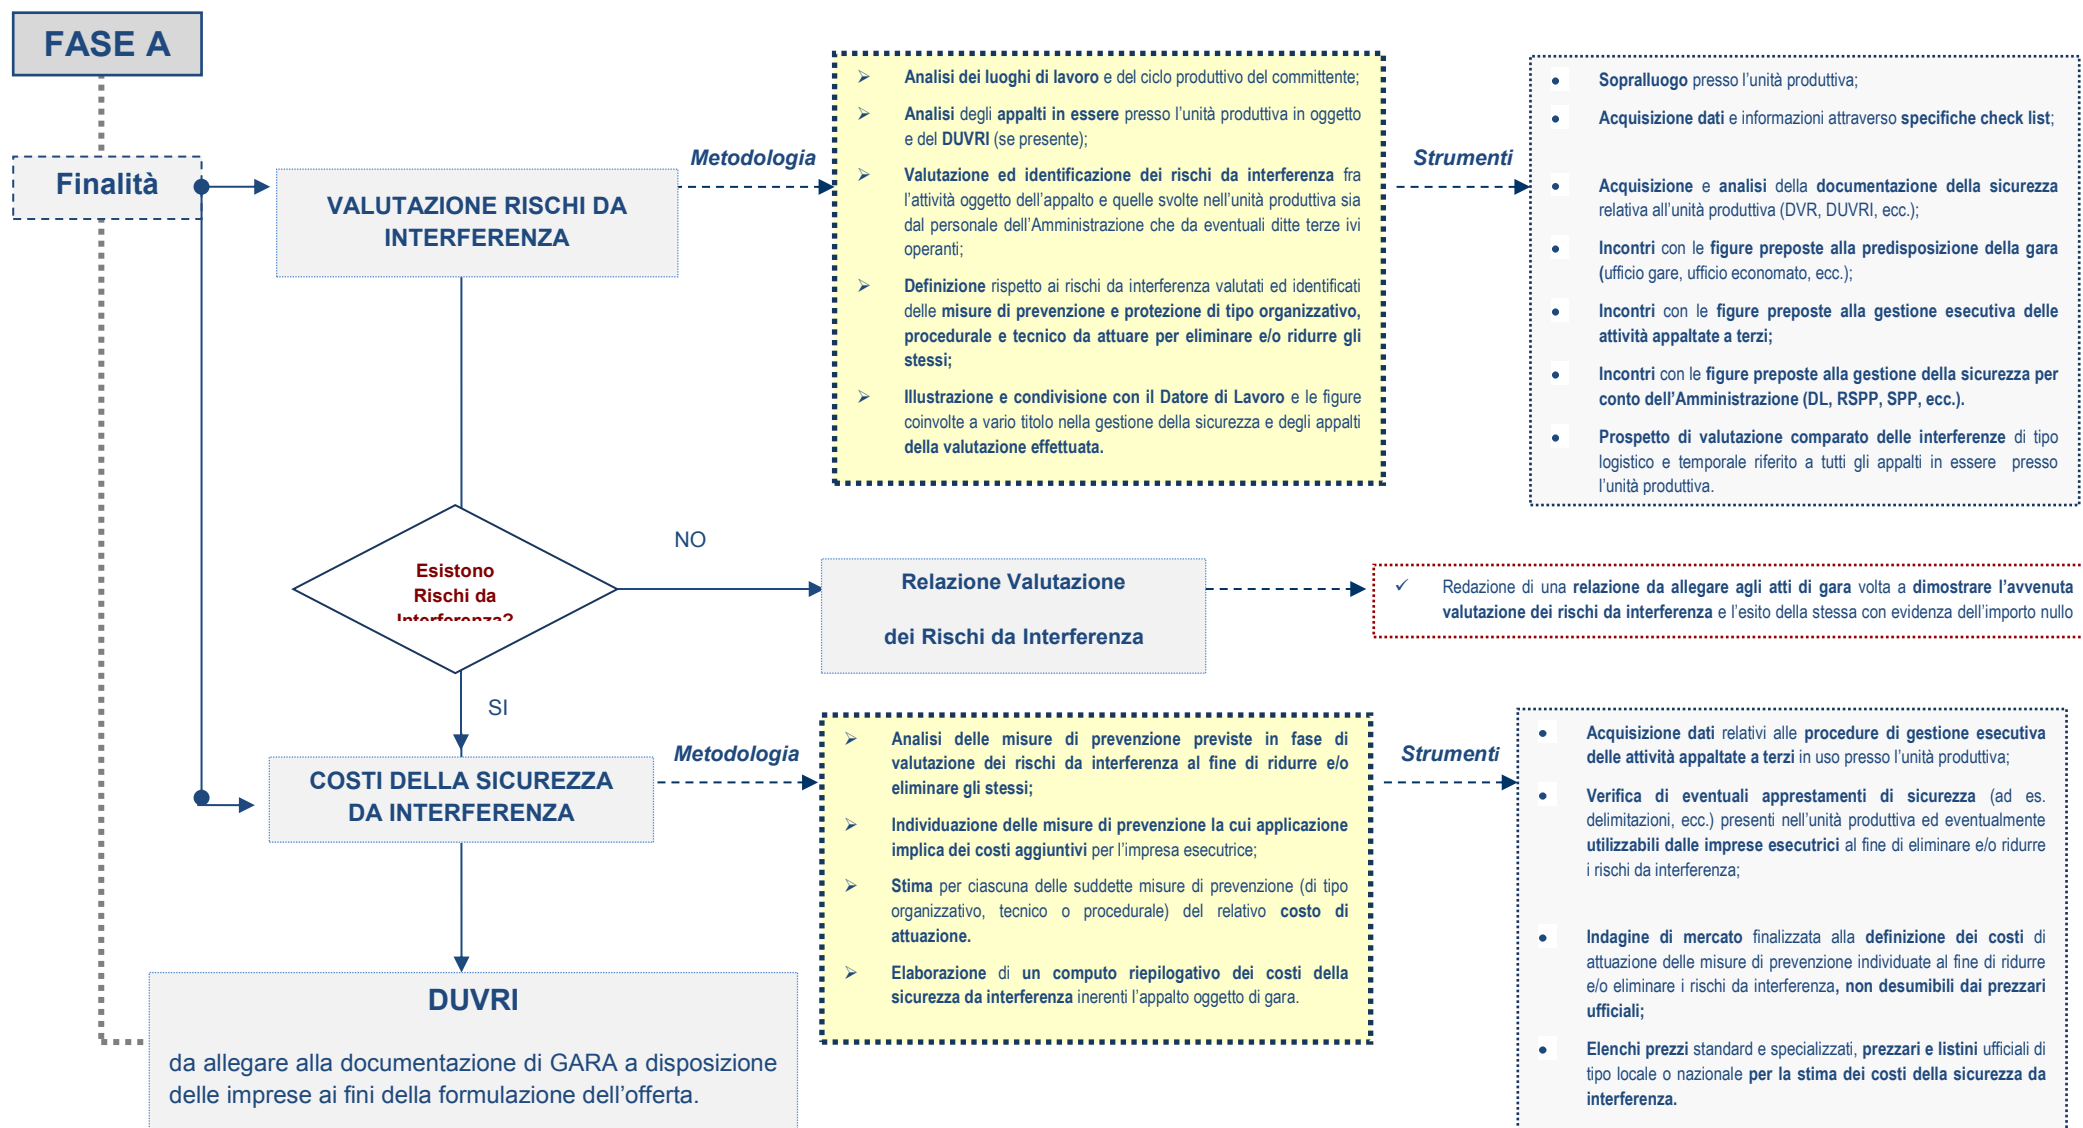 FASE A
Finalità
VALUTAZIONE RISCHI DA
INTERFERENZA
Metodologia
➢ Analisi dei luoghi di lavoro e del ciclo produttivo del committente;
➢ Analisi degli appalti in essere presso l’unità produttiva in oggetto
e del DUVRI (se presente);
➢ Valutazione ed identificazione dei rischi da interferenza fra
l’attività oggetto dell’appalto e quelle svolte nell’unità produttiva sia
dal personale dell’Amministrazione che da eventuali ditte terze ivi
operanti;
➢ Definizione rispetto ai rischi da interferenza valutati ed identificati
delle misure di prevenzione e protezione di tipo organizzativo,
procedurale e tecnico da attuare per eliminare e/o ridurre gli
stessi;
➢ Illustrazione e condivisione con il Datore di Lavoro e le figure
coinvolte a vario titolo nella gestione della sicurezza e degli appalti
della valutazione effettuata.
Strumenti
• Sopralluogo presso l’unità produttiva;
• Acquisizione dati e informazioni attraverso specifiche check list;
• Acquisizione e analisi della documentazione della sicurezza
relativa all’unità produttiva (DVR, DUVRI, ecc.);
• Incontri con le figure preposte alla predisposizione della gara
(ufficio gare, ufficio economato, ecc.);
• Incontri con le figure preposte alla gestione esecutiva delle
attività appaltate a terzi;
• Incontri con le figure preposte alla gestione della sicurezza per
conto dell’Amministrazione (DL, RSPP, SPP, ecc.).
• Prospetto di valutazione comparato delle interferenze di tipo
logistico e temporale riferito a tutti gli appalti in essere presso
l’unità produttiva.
Esistono
Rischi da
Interferenza?
NO
Relazione Valutazione
dei Rischi da Interferenza
✓ Redazione di una relazione da allegare agli atti di gara volta a dimostrare l’avvenuta
valutazione dei rischi da interferenza e l’esito della stessa con evidenza dell’importo nullo
SI
COSTI DELLA SICUREZZA
DA INTERFERENZA
Metodologia
➢ Analisi delle misure di prevenzione previste in fase di
valutazione dei rischi da interferenza al fine di ridurre e/o
eliminare gli stessi;
➢ Individuazione delle misure di prevenzione la cui applicazione
implica dei costi aggiuntivi per l’impresa esecutrice;
➢ Stima per ciascuna delle suddette misure di prevenzione (di tipo
organizzativo, tecnico o procedurale) del relativo costo di
attuazione.
➢ Elaborazione di un computo riepilogativo dei costi della
sicurezza da interferenza inerenti l’appalto oggetto di gara.
Strumenti
• Acquisizione dati relativi alle procedure di gestione esecutiva
delle attività appaltate a terzi in uso presso l’unità produttiva;
• Verifica di eventuali apprestamenti di sicurezza (ad es.
delimitazioni, ecc.) presenti nell’unità produttiva ed eventualmente
utilizzabili dalle imprese esecutrici al fine di eliminare e/o ridurre
i rischi da interferenza;
• Indagine di mercato finalizzata alla definizione dei costi di
attuazione delle misure di prevenzione individuate al fine di ridurre
e/o eliminare i rischi da interferenza, non desumibili dai prezzari
ufficiali;
• Elenchi prezzi standard e specializzati, prezzari e listini ufficiali di
tipo locale o nazionale per la stima dei costi della sicurezza da
interferenza.
DUVRI
da allegare alla documentazione di GARA a disposizione
delle imprese ai fini della formulazione dell’offerta.